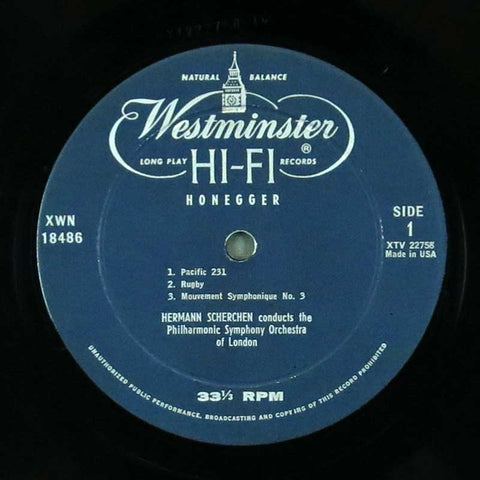 NATURAL BALANCE
Westminster ®
LONG PLAY HI-FI RECORDS
HONEGGER
XWN
18486
SIDE
1
XTV 22756
Made in USA
1. Pacific 231
2. Rugby
3. Mouvement Symphonique No. 3
HERMANN SCHERCHEN conducts the
Philharmonic Symphony Orchestra
of London
33⅓ RPM
UNAUTHORIZED PUBLIC PERFORMANCE, BROADCASTING AND COPYING OF THIS RECORD PROHIBITED